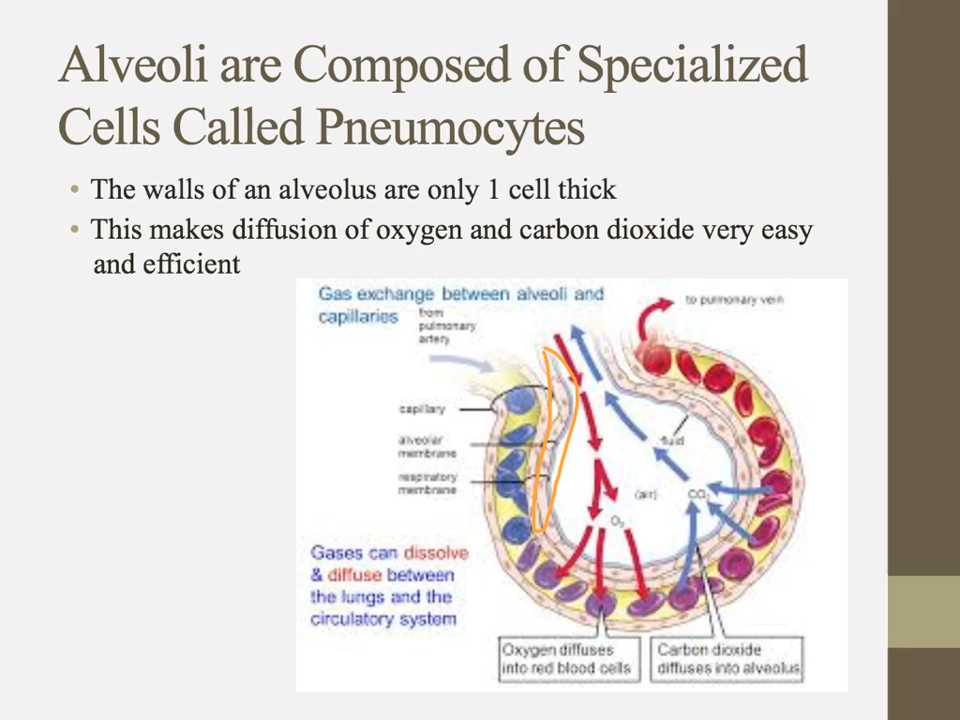 Alveoli are Composed of Specialized
Cells Called Pneumocytes
• The walls of an alveolus are only 1 cell thick
• This makes diffusion of oxygen and carbon dioxide very easy
and efficient
Gas exchange between alveoli and
capillaries
from
pulmonary
artery
to pulmonary vein
capillary
alveolar
membrane
respiratory
membrane
fluid
(air)
CO₂
O₂
Gases can dissolve
& diffuse between
the lungs and the
circulatory system
Oxygen diffuses
into red blood cells
Carbon dioxide
diffuses into alveolus